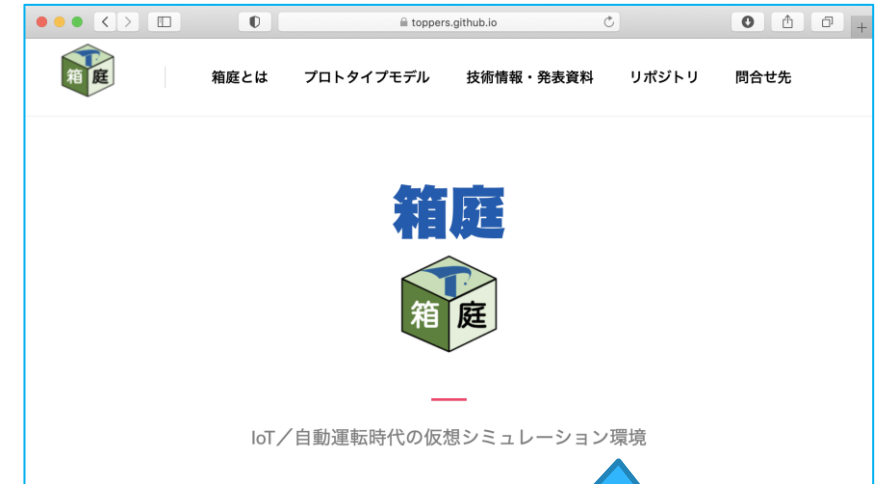 toppers.github.io
箱庭
箱庭とは プロトタイプモデル 技術情報・発表資料 リポジトリ 問合せ先
箱庭
箱庭
IoT／自動運転時代の仮想シミュレーション環境